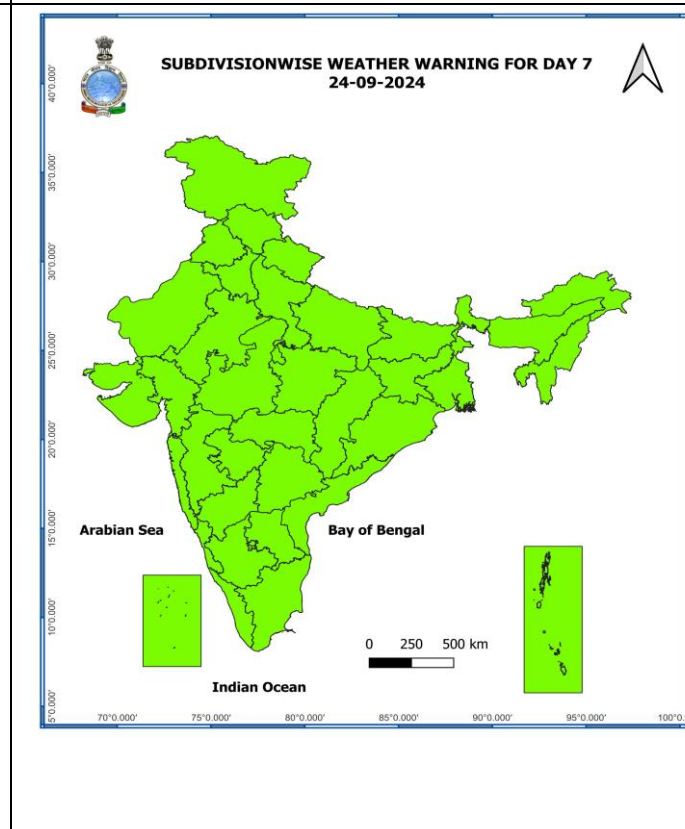 SUBDIVISIONWISE WEATHER WARNING FOR DAY 7
24-09-2024
40°0.000'
35°0.000'
30°0.000'
25°0.000'
20°0.000'
15°0.000'
10°0.000'
5°0.000'
Arabian Sea
Bay of Bengal
0 250 500 km
Indian Ocean
70°0.000' 75°0.000' 80°0.000' 85°0.000' 90°0.000' 95°0.000' 100°0.